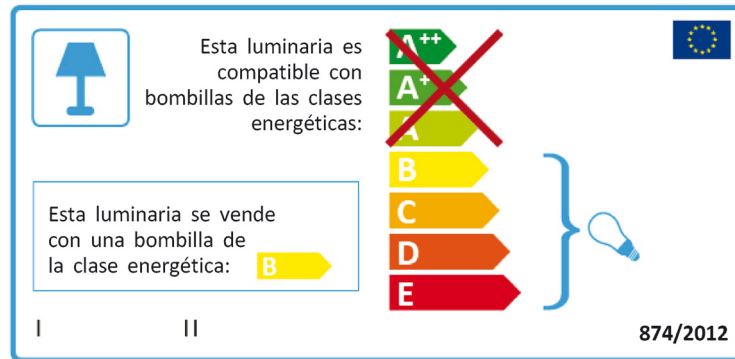 Esta luminaria es
compatible con
bombillas de las clases
energéticas:
A++
A+
A
B
C
D
E
Esta luminaria se vende
con una bombilla de
la clase energética: B
I II
874/2012